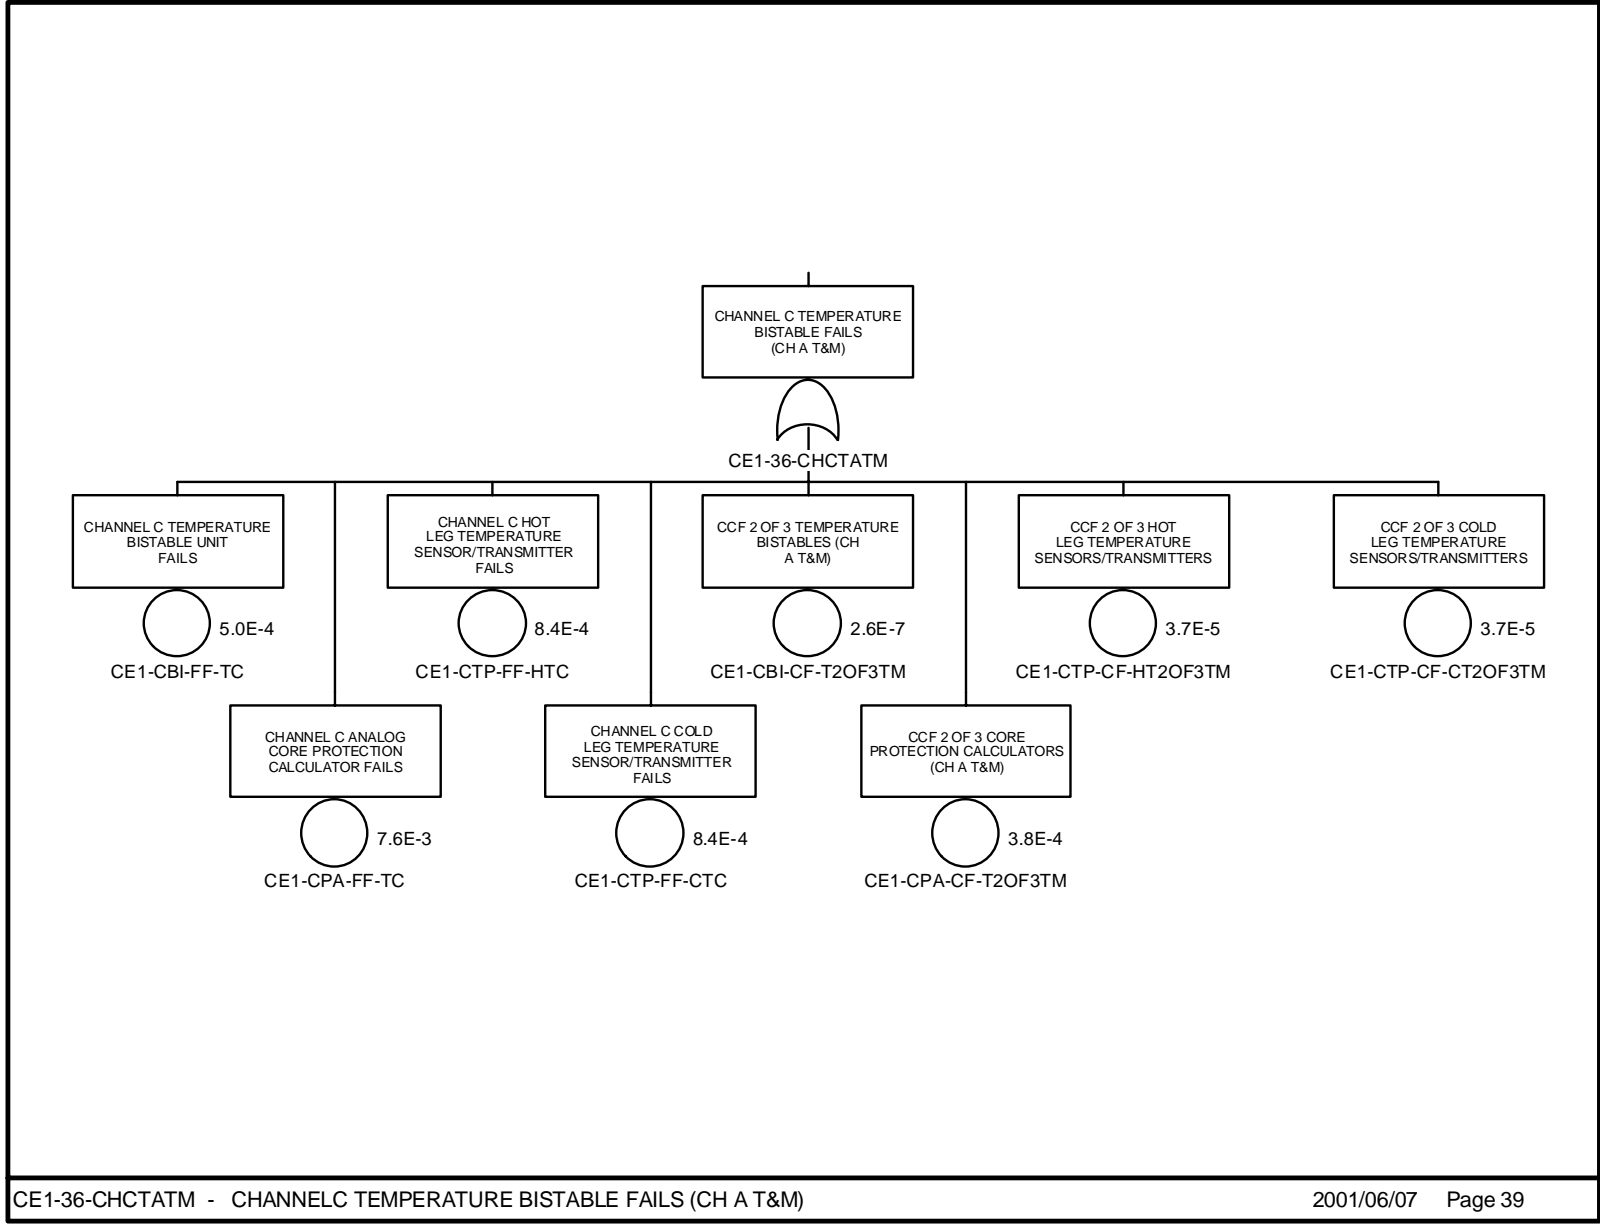 CHANNEL C TEMPERATURE
BISTABLE FAILS
(CH A T&M)
CE1-36-CHCTATM
CHANNEL C TEMPERATURE
BISTABLE UNIT
FAILS
5.0E-4
CE1-CBI-FF-TC
CHANNEL C HOT
LEG TEMPERATURE
SENSOR/TRANSMITTER
FAILS
8.4E-4
CE1-CTP-FF-HTC
CCF 2 OF 3 TEMPERATURE
BISTABLES (CH
A T&M)
2.6E-7
CE1-CBI-CF-T2OF3TM
CCF 2 OF 3 HOT
LEG TEMPERATURE
SENSORS/TRANSMITTERS
3.7E-5
CE1-CTP-CF-HT2OF3TM
CCF 2 OF 3 COLD
LEG TEMPERATURE
SENSORS/TRANSMITTERS
3.7E-5
CE1-CTP-CF-CT2OF3TM
CHANNEL C ANALOG
CORE PROTECTION
CALCULATOR FAILS
7.6E-3
CE1-CPA-FF-TC
CHANNEL C COLD
LEG TEMPERATURE
SENSOR/TRANSMITTER
FAILS
8.4E-4
CE1-CTP-FF-CTC
CCF 2 OF 3 CORE
PROTECTION CALCULATORS
(CH A T&M)
3.8E-4
CE1-CPA-CF-T2OF3TM
CE1-36-CHCTATM - CHANNELC TEMPERATURE BISTABLE FAILS (CH A T&M) 2001/06/07 Page 39